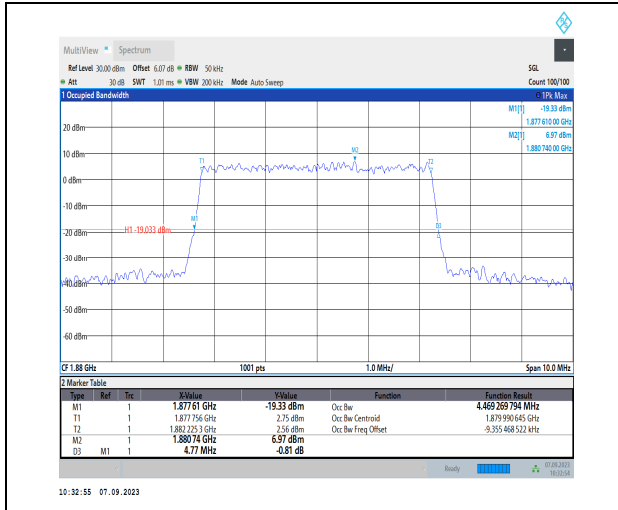 MultiView Spectrum
Ref Level 30.00 dBm Offset 6.07 dB RBW 50 kHz SGL
Att 30 dB SWT 1.01 ms VBW 200 kHz Mode Auto Sweep Count 100/100
1 Occupied Bandwidth 1Pk Max
M1[1] -19.33 dBm
1.877 610 00 GHz
M2[1] 6.97 dBm
1.880 740 00 GHz
20 dBm
10 dBm
M2
T1
T2
0 dBm
-10 dBm
M1
D3
-20 dBm
H1 -19.033 dBm
-30 dBm
-40 dBm
-50 dBm
-60 dBm
CF 1.88 GHz 1001 pts 1.0 MHz/ Span 10.0 MHz
2 Marker Table
Type Ref Trc X-Value Y-Value Function Function Result
M1 1 1.877 61 GHz -19.33 dBm Occ Bw 4.469 269 794 MHz
T1 1 1.877 756 GHz 2.75 dBm Occ Bw Centroid 1.879 990 645 GHz
T2 1 1.882 225 3 GHz 2.56 dBm Occ Bw Freq Offset -9.355 468 522 kHz
M2 1 1.880 74 GHz 6.97 dBm
D3 M1 1 4.77 MHz -0.81 dB
Ready 07.09.2023
10:32:54
10:32:55 07.09.2023